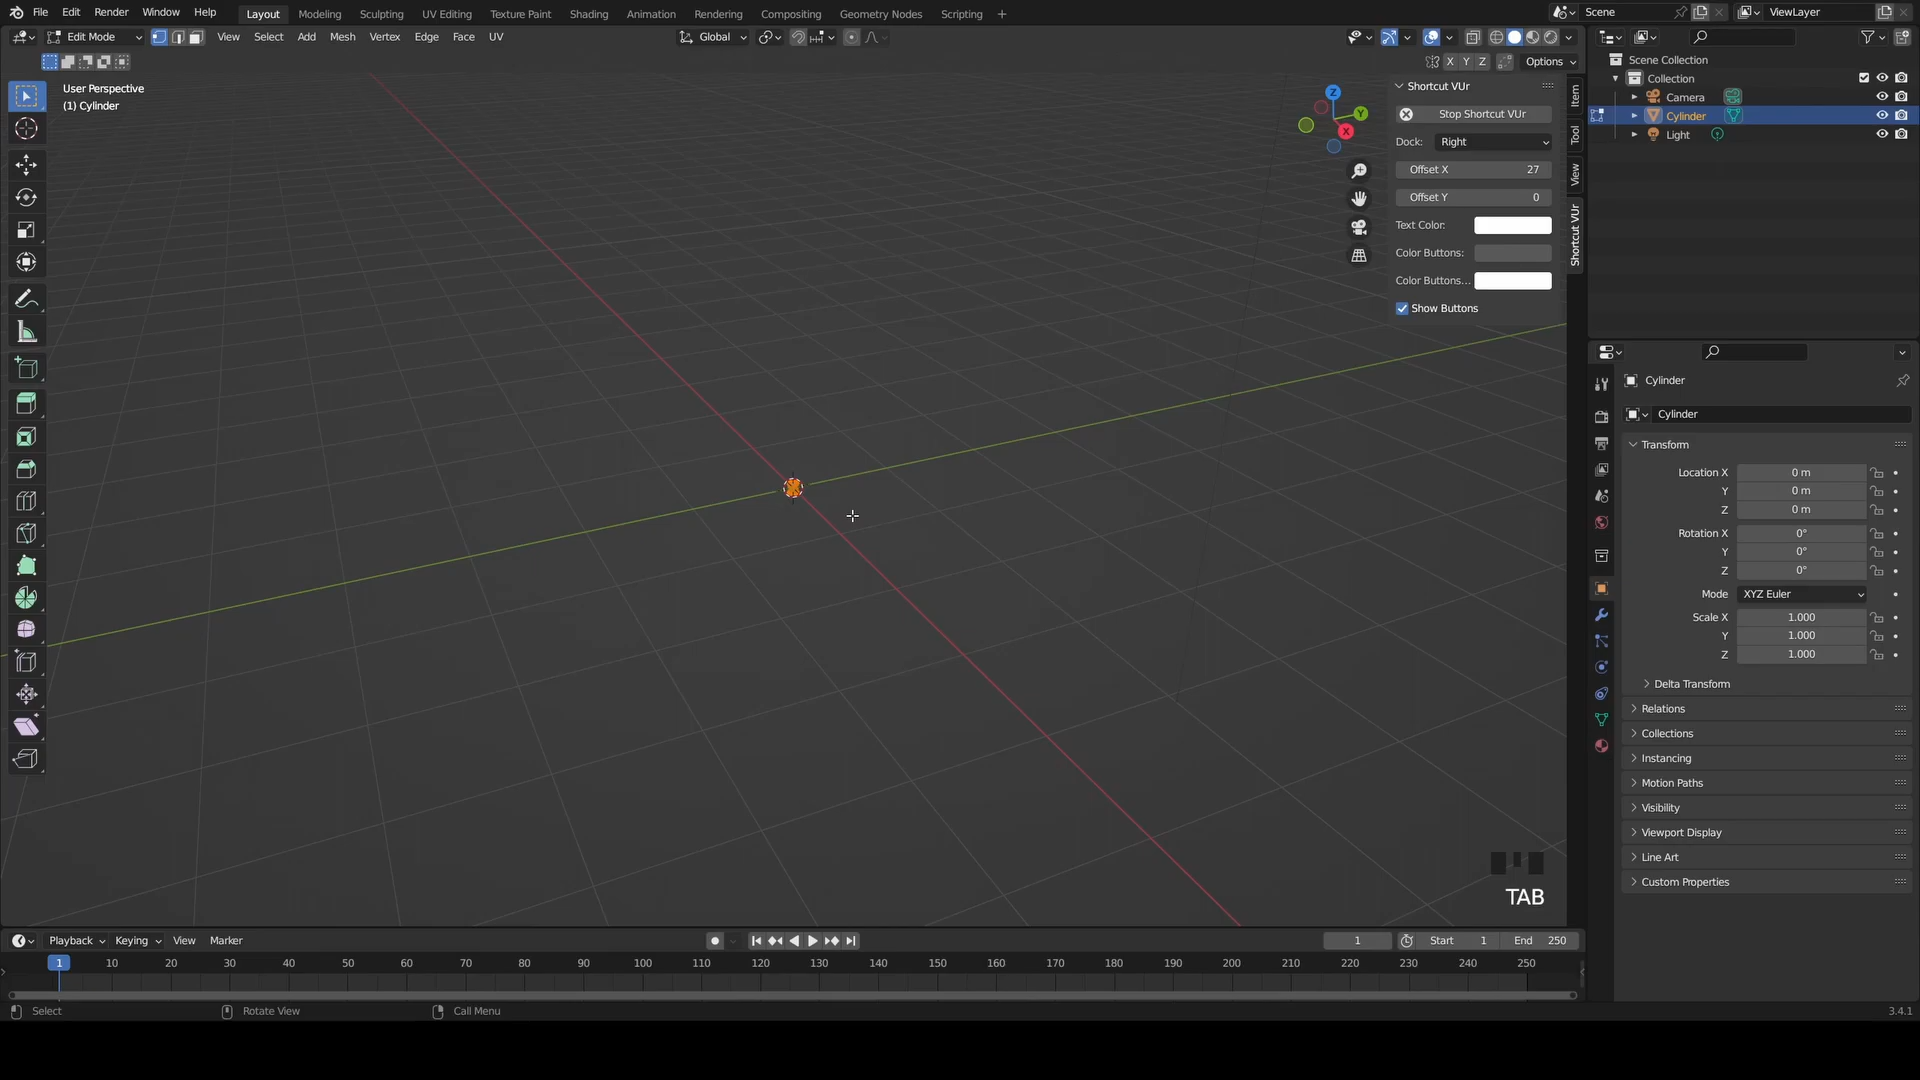 File Edit Render Window Help Layout Modeling Sculpting UV Editing Texture Paint Shading Animation Rendering Compositing Geometry Nodes Scripting + Scene ViewLayer
Edit Mode View Select Add Mesh Vertex Edge Face UV Global
X Y Z Options
User Perspective
(1) Cylinder
Z
Y
X
Shortcut VUr
Stop Shortcut VUr
Dock: Right
Offset X 27
Offset Y 0
Text Color:
Color Buttons:
Color Buttons...
Show Buttons
Item
Tool
View
Shortcut VUr
Scene Collection
Collection
Camera
Cylinder
Light
Cylinder
Cylinder
Transform
Location X 0 m
Y 0 m
Z 0 m
Rotation X 0°
Y 0°
Z 0°
Mode XYZ Euler
Scale X 1.000
Y 1.000
Z 1.000
Delta Transform
Relations
Collections
Instancing
Motion Paths
Visibility
Viewport Display
Line Art
Custom Properties
TAB
Playback Keying View Marker 1 Start 1 End 250
1 10 20 30 40 50 60 70 80 90 100 110 120 130 140 150 160 170 180 190 200 210 220 230 240 250
Select Rotate View Call Menu 3.4.1